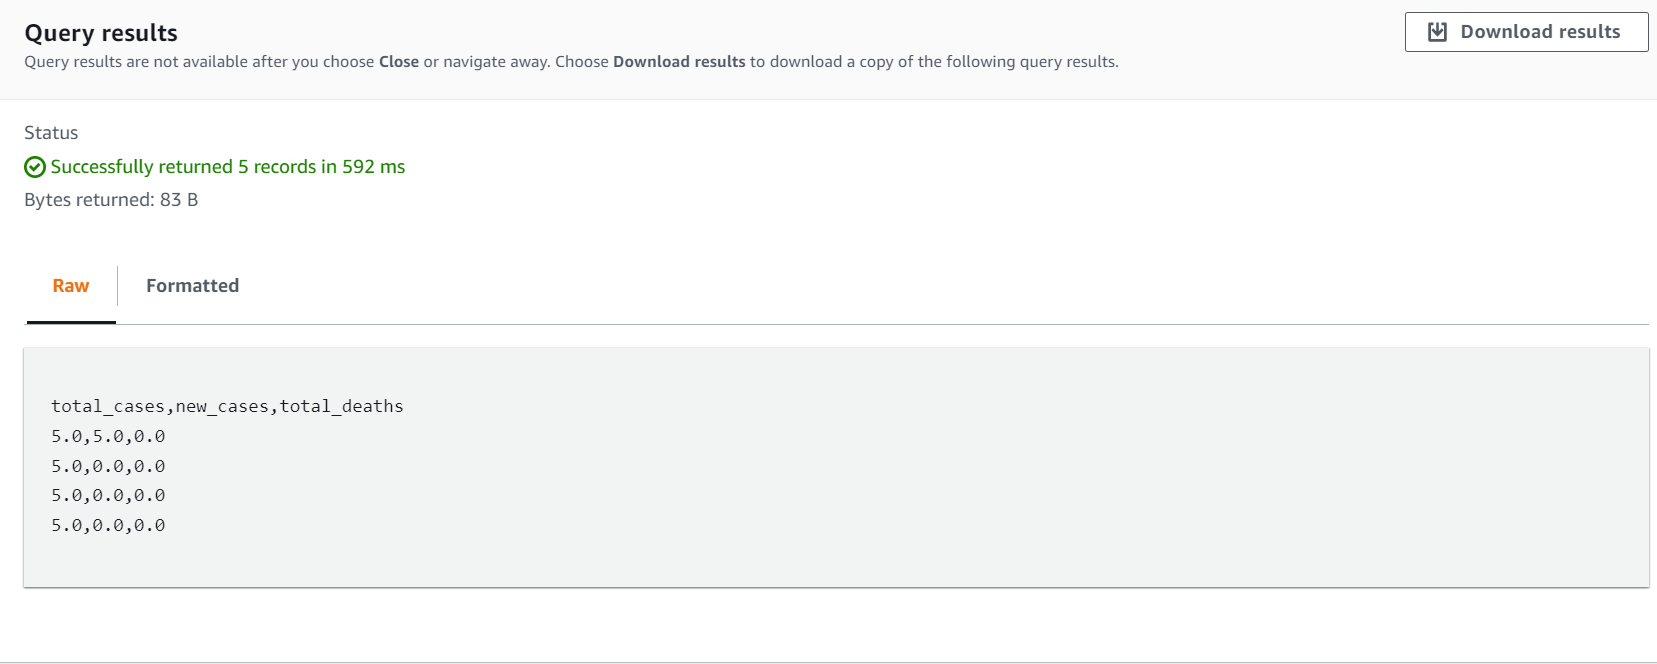 Query results
Download results
Query results are not available after you choose Close or navigate away. Choose Download results to download a copy of the following query results.
Status
Successfully returned 5 records in 592 ms
Bytes returned: 83 B
Raw
Formatted
total_cases,new_cases,total_deaths
5.0,5.0,0.0
5.0,0.0,0.0
5.0,0.0,0.0
5.0,0.0,0.0